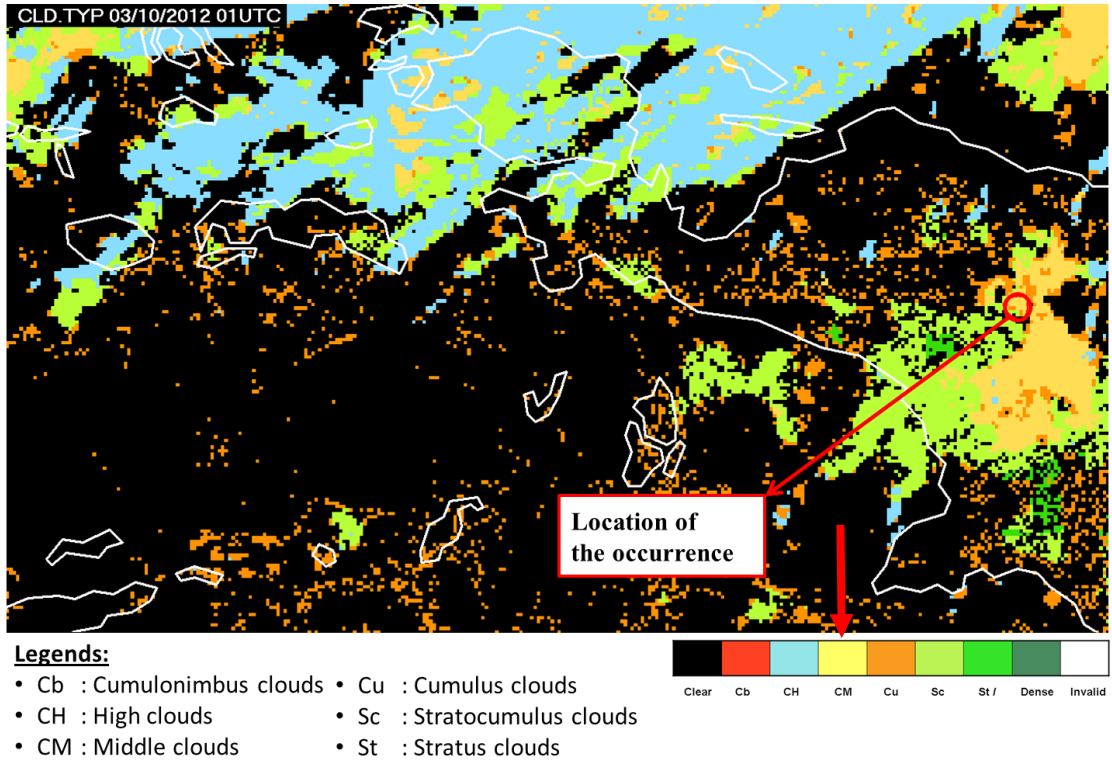 CLD.TYP 03/10/2012 01UTC
Location of
the occurrence
Legends:
• Cb : Cumulonimbus clouds
• CH : High clouds
• CM : Middle clouds
• Cu : Cumulus clouds
• Sc : Stratocumulus clouds
• St : Stratus clouds
Clear Cb CH CM Cu Sc St / Dense Invalid